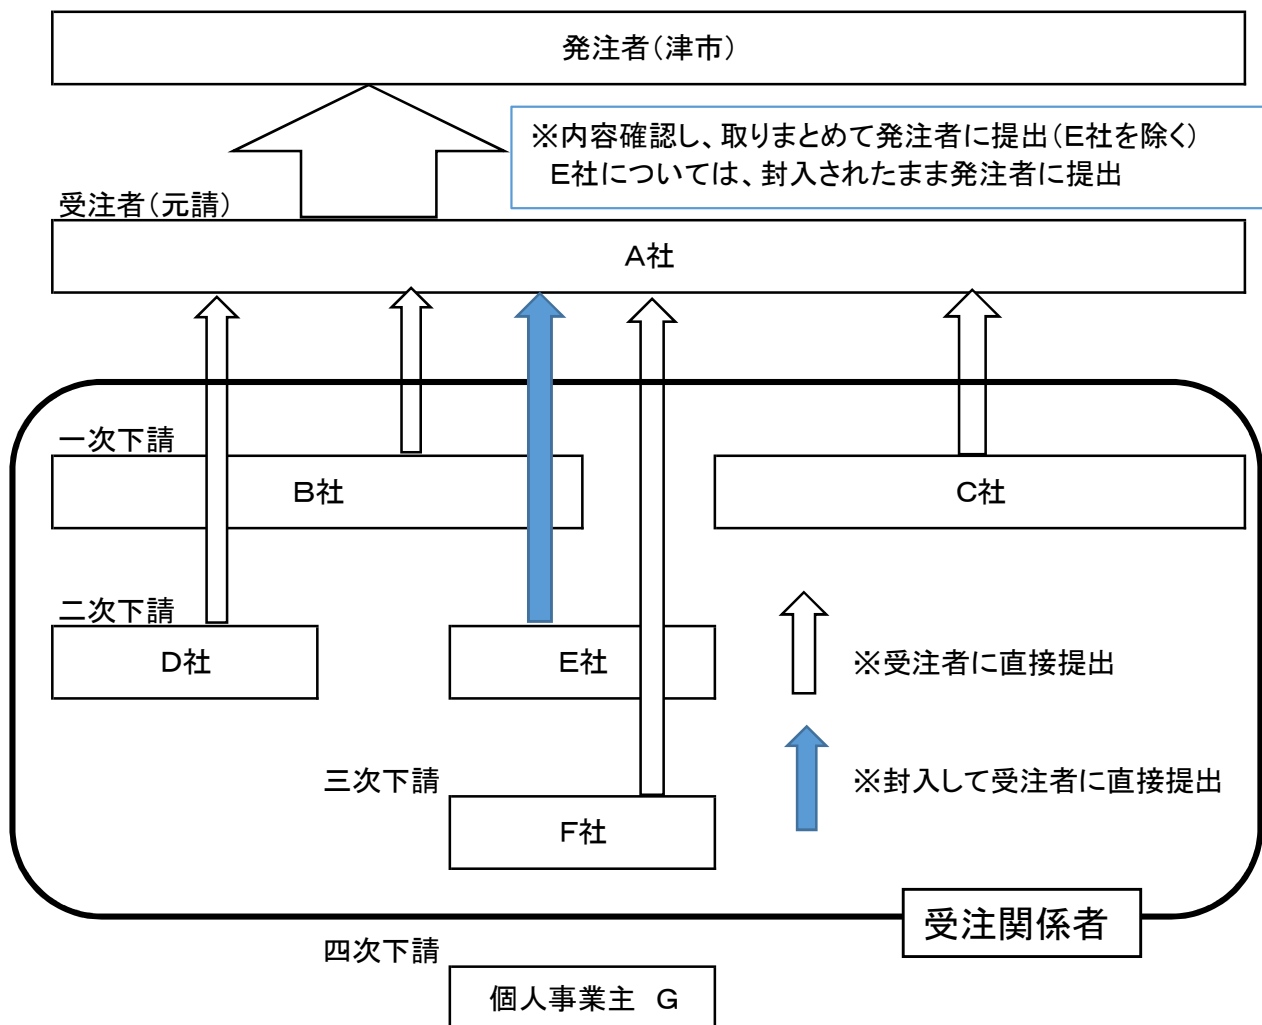 発注者（津市）
※内容確認し、取りまとめて発注者に提出（Ｅ社を除く）
Ｅ社については、封入されたまま発注者に提出
受注者（元請）
Ａ社
一次下請
Ｂ社
Ｃ社
二次下請
Ｄ社
Ｅ社
※受注者に直接提出
三次下請
※封入して受注者に直接提出
Ｆ社
受注関係者
四次下請
個人事業主　Ｇ